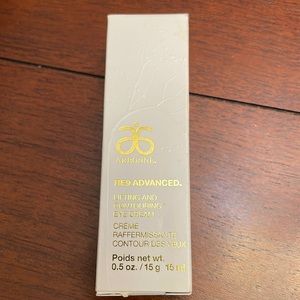 ARBONNE.
RE9 ADVANCED.
LIFTING AND
CONTOURING
EYE CREAM
CRÈME
RAFFERMISSANTE
CONTOUR DES YEUX
Poids net wt.
0.5 oz. / 15 g 15 ml